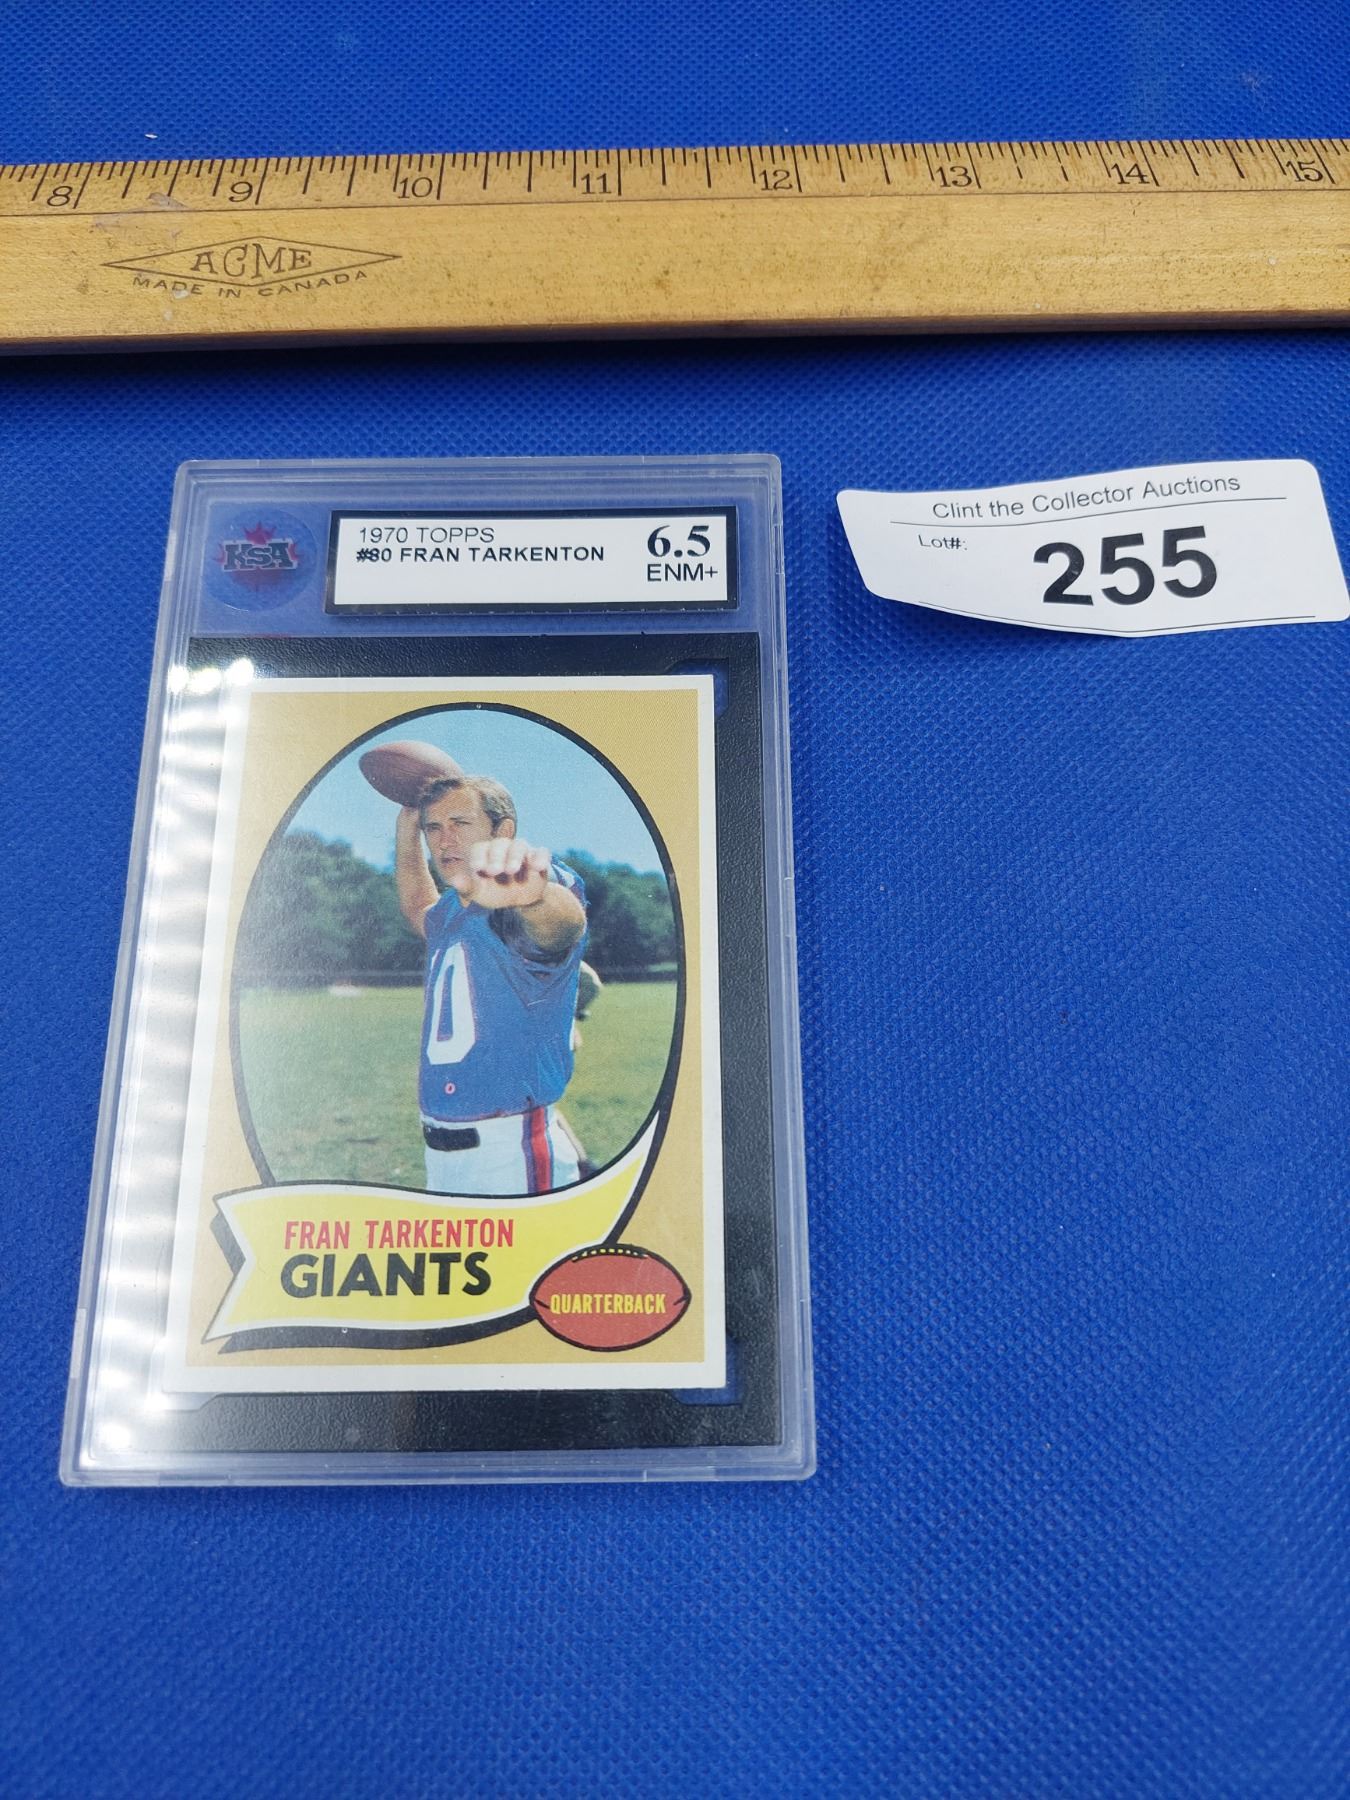 8 9 10 11 12 13 14 15
ACME
MADE IN CANADA
Clint the Collector Auctions
Lot#:
255
KSA
1970 TOPPS
#80 FRAN TARKENTON
6.5
ENM+
10
FRAN TARKENTON
GIANTS
QUARTERBACK